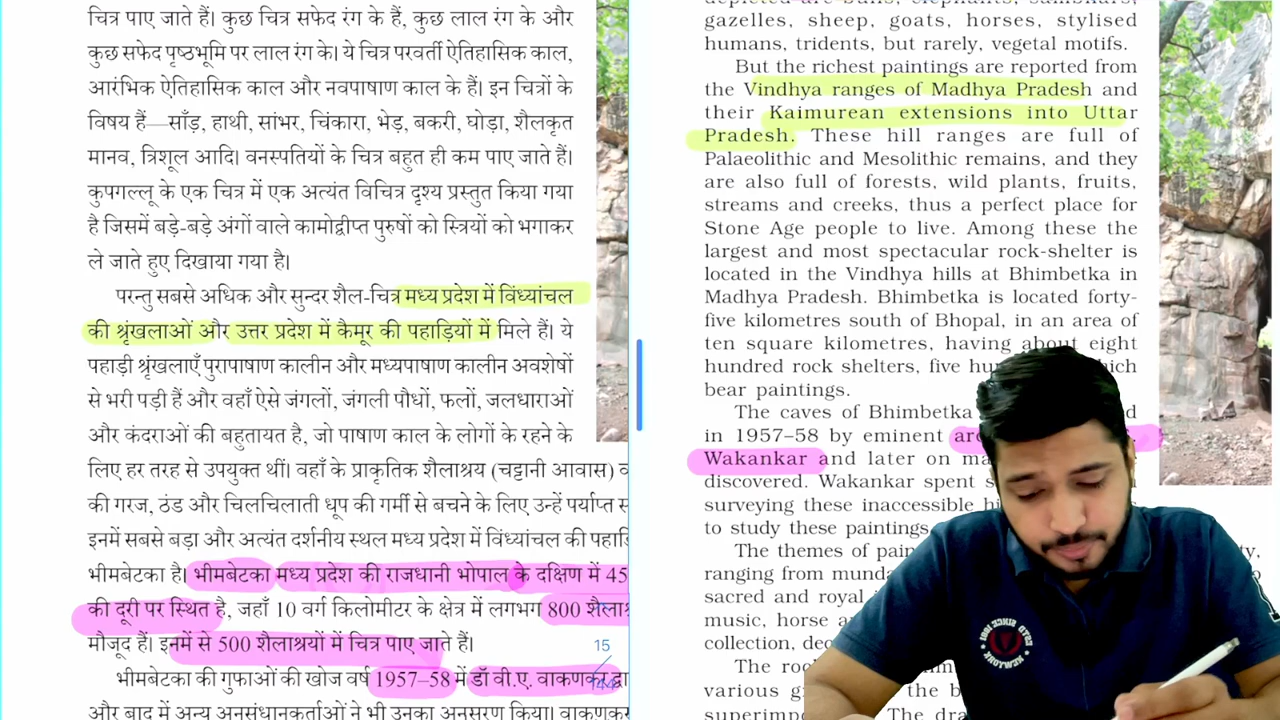 चित्र पाए जाते हैं। कुछ चित्र सफेद रंग के हैं, कुछ लाल रंग के और
कुछ सफेद पृष्ठभूमि पर लाल रंग के। ये चित्र परवर्ती ऐतिहासिक काल,
आरंभिक ऐतिहासिक काल और नवपाषाण काल के हैं। इन चित्रों के
विषय हैं—साँड़, हाथी, सांभर, चिंकारा, भेड़, बकरी, घोड़ा, शैलकृत
मानव, त्रिशूल आदि। वनस्पतियों के चित्र बहुत ही कम पाए जाते हैं।
कुपगल्लू के एक चित्र में एक अत्यंत विचित्र दृश्य प्रस्तुत किया गया
है जिसमें बड़े-बड़े अंगों वाले कामोद्दीप्त पुरुषों को स्त्रियों को भगाकर
ले जाते हुए दिखाया गया है।
परन्तु सबसे अधिक और सुन्दर शैल-चित्र मध्य प्रदेश में विंध्यांचल
की श्रृंखलाओं और उत्तर प्रदेश में कैमूर की पहाड़ियों में मिले हैं। ये
पहाड़ी श्रृंखलाएँ पुरापाषाण कालीन और मध्यपाषाण कालीन अवशेषों
से भरी पड़ी हैं और वहाँ ऐसे जंगलों, जंगली पौधों, फलों, जलधाराओं
और कंदराओं की बहुतायत है, जो पाषाण काल के लोगों के रहने के
लिए हर तरह से उपयुक्त थीं। वहाँ के प्राकृतिक शैलाश्रय (चट्टानी आवास)
की गरज, ठंड और चिलचिलाती धूप की गर्मी से बचने के लिए उन्हें पर्याप्त
इनमें सबसे बड़ा और अत्यंत दर्शनीय स्थल मध्य प्रदेश में विंध्यांचल की
भीमबेटका है। भीमबेटका मध्य प्रदेश की राजधानी भोपाल के दक्षिण में 45
की दूरी पर स्थित है, जहाँ 10 वर्ग किलोमीटर के क्षेत्र में लगभग 800
मौजूद हैं। इनमें से 500 शैलाश्रयों में चित्र पाए जाते हैं।
15
भीमबेटका की गुफाओं की खोज वर्ष 1957–58 में डॉ वी.ए. वाकणकर
144
और बाद में अन्य अनुसंधानकर्ताओं ने भी उनका अनुसरण किया।
gazelles, sheep, goats, horses, stylised
humans, tridents, but rarely, vegetal motifs.
But the richest paintings are reported from
the Vindhya ranges of Madhya Pradesh and
their Kaimurean extensions into Uttar
Pradesh. These hill ranges are full of
Palaeolithic and Mesolithic remains, and they
are also full of forests, wild plants, fruits,
streams and creeks, thus a perfect place for
Stone Age people to live. Among these the
largest and most spectacular rock-shelter is
located in the Vindhya hills at Bhimbetka in
Madhya Pradesh. Bhimbetka is located forty-
five kilometres south of Bhopal, in an area of
ten square kilometres, having about eight
hundred rock shelters, five
bear paintings.
The caves of Bhimbetka
in 1957–58 by eminent
Wakankar and later on
discovered. Wakankar spent
surveying these inaccessible
to study these paintings
The themes of
ranging from
sacred and royal
music, horse
collection,
The
various
The